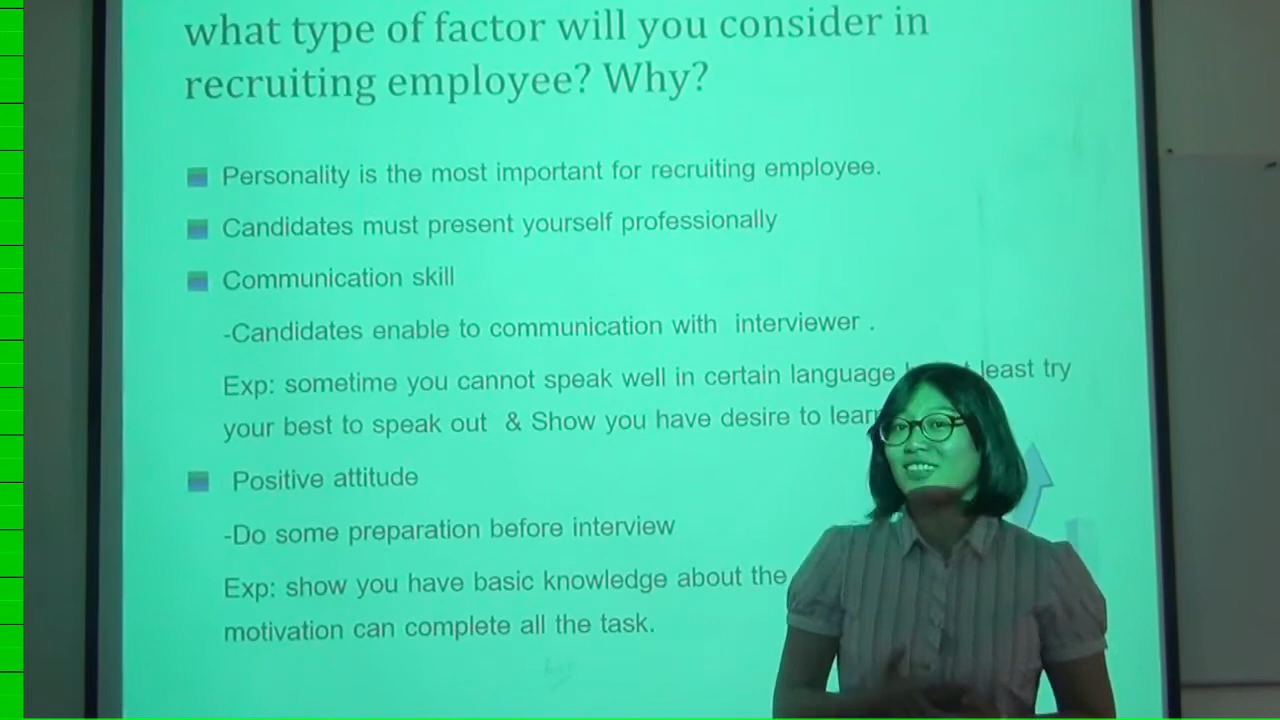 what type of factor will you consider in
recruiting employee? Why?
Personality is the most important for recruiting employee.
Candidates must present yourself professionally
Communication skill
-Candidates enable to communication with interviewer .
Exp: sometime you cannot speak well in certain language least try
your best to speak out & Show you have desire to learn
Positive attitude
-Do some preparation before interview
Exp: show you have basic knowledge about the
motivation can complete all the task.